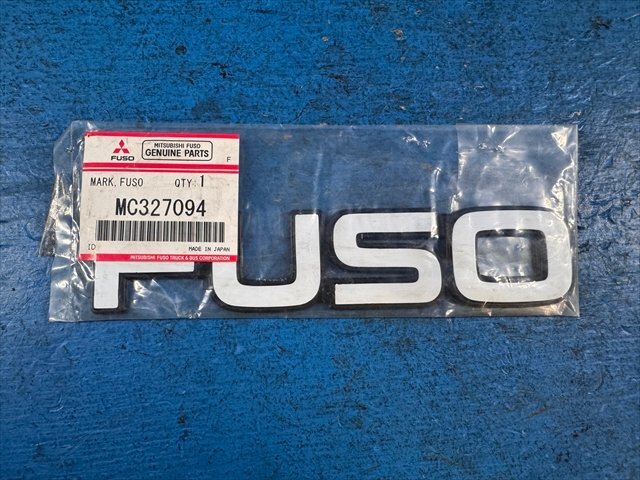 FUSO
MITSUBISHI FUSO
GENUINE PARTS
F
MARK, FUSO QTY 1
MC327094
ID MADE IN JAPAN
MITSUBISHI FUSO TRUCK & BUS CORPORATION
FUSO